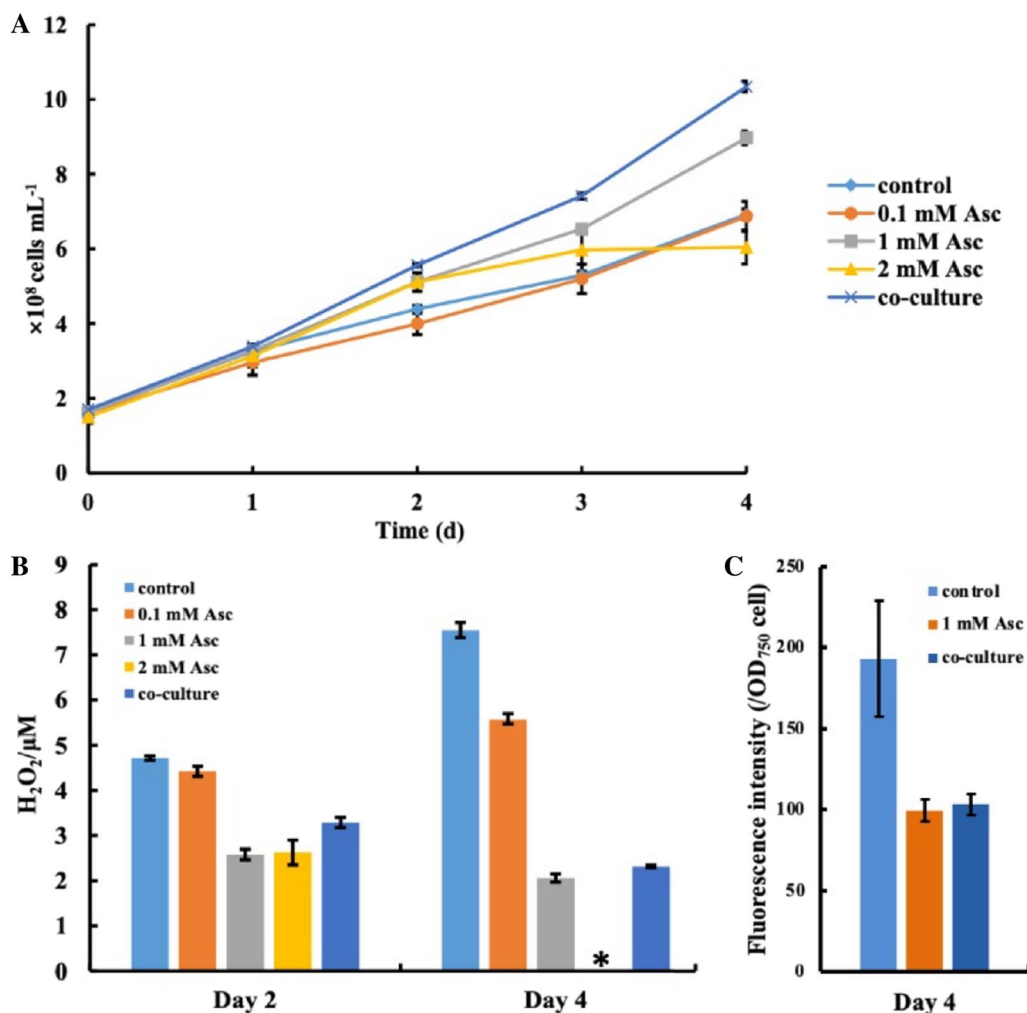 A
12
10
8
6
4
2
0
×10⁸ cells mL⁻¹
0 1 2 3 4
Time (d)
control
0.1 mM Asc
1 mM Asc
2 mM Asc
co-culture
B
9
8
7
6
5
4
3
2
1
0
H₂O₂/μM
control
0.1 mM Asc
1 mM Asc
2 mM Asc
co-culture
*
Day 2 Day 4
C
250
200
150
100
50
0
Fluorescence intensity (/OD₇₅₀ cell)
control
1 mM Asc
co-culture
Day 4